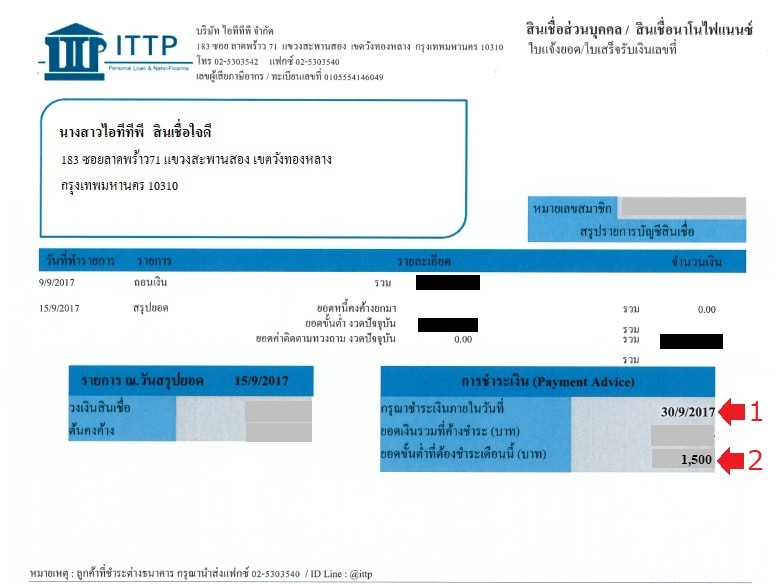 ITTP
Personal Loan & Nano-Finance
บริษัท ไอทีทีพี จำกัด
183 ซอย ลาดพร้าว 71 แขวงสะพานสอง เขตวังทองหลาง กรุงเทพมหานคร 10310
โทร 02-5303542 แฟกซ์ 02-5303540
เลขผู้เสียภาษีอากร / ทะเบียนเลขที่ 0105554146049
สินเชื่อส่วนบุคคล / สินเชื่อนาโนไฟแนนซ์
ใบแจ้งยอด/ใบเสร็จรับเงินเลขที่
นางสาวไอทีทีพี สินเชื่อใจดี
183 ซอยลาดพร้าว71 แขวงสะพานสอง เขตวังทองหลาง
กรุงเทพมหานคร 10310
หมายเลขสมาชิก
สรุปรายการบัญชีสินเชื่อ
วันที่ทำรายการ รายการ รายละเอียด จำนวนเงิน
9/9/2017 ถอนเงิน รวม
15/9/2017 สรุปยอด ยอดหนี้คงค้างยกมา รวม 0.00
ยอดขั้นต่ำ งวดปัจจุบัน รวม
ยอดค่าติดตามทวงถาม งวดปัจจุบัน 0.00 รวม
รวม
รายการ ณ.วันสรุปยอด 15/9/2017
วงเงินสินเชื่อ
ต้นคงค้าง
การชำระเงิน (Payment Advice)
กรุณาชำระเงินภายในวันที่ 30/9/2017 1
ยอดเงินรวมที่ค้างชำระ (บาท)
ยอดขั้นต่ำที่ต้องชำระเดือนนี้ (บาท) 1,500 2
หมายเหตุ : ลูกค้าที่ชำระต่างธนาคาร กรุณานำส่งแฟกซ์ 02-5303540 / ID Line : @ittp